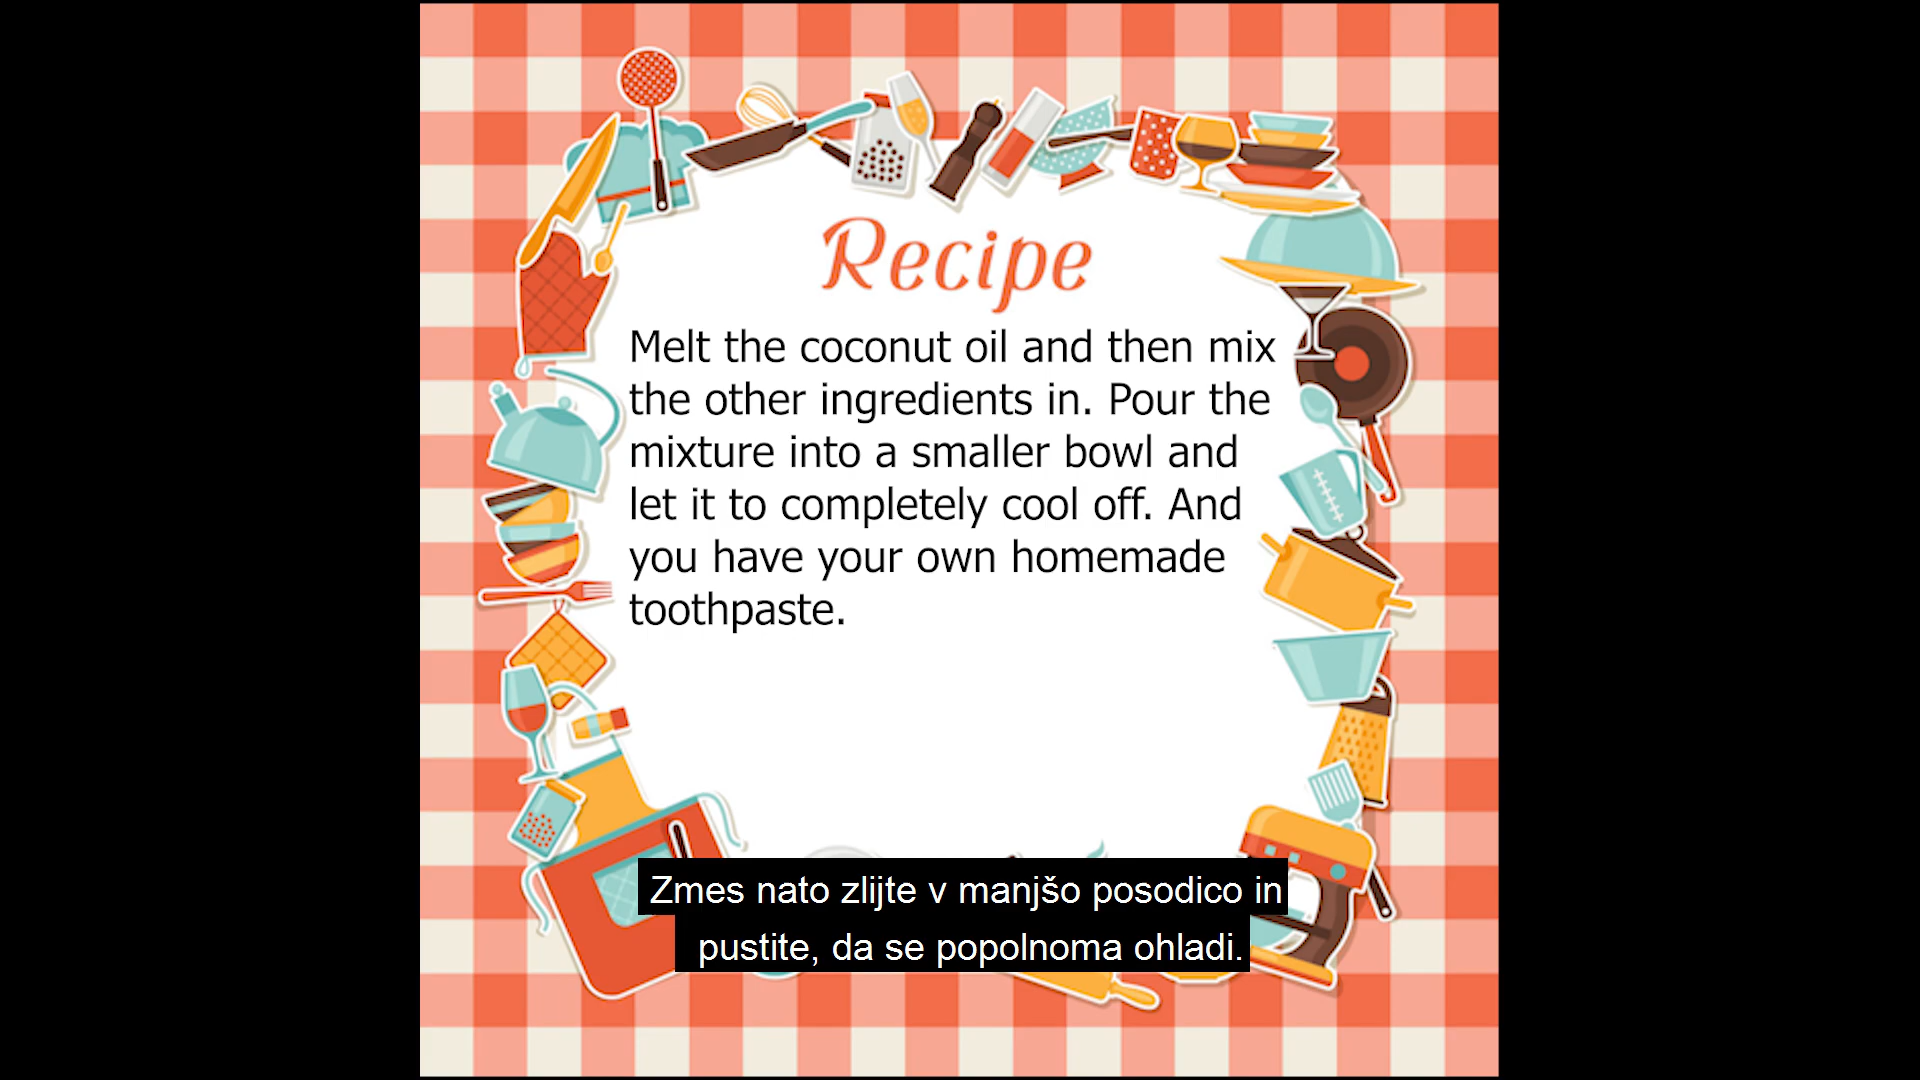 Recipe
Melt the coconut oil and then mix
the other ingredients in. Pour the
mixture into a smaller bowl and
let it to completely cool off. And
you have your own homemade
toothpaste.
Zmes nato zlijte v manjšo posodico in
pustite, da se popolnoma ohladi.